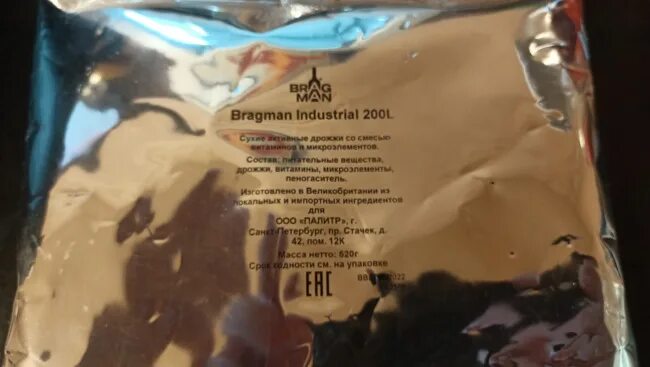 BRAG
MAN
Bragman Industrial 200L
Сухие активные дрожжи со смесью
витаминов и микроэлементов.
Состав: питательные вещества,
дрожжи, витамины, микроэлементы,
пеногаситель.
Изготовлено в Великобритании из
локальных и импортных ингредиентов
для
ООО «ПАЛИТР», г.
Санкт-Петербург, пр. Стачек, д.
42, пом. 12К
Масса нетто: 520г
Срок годности см. на упаковке
EAC
2022